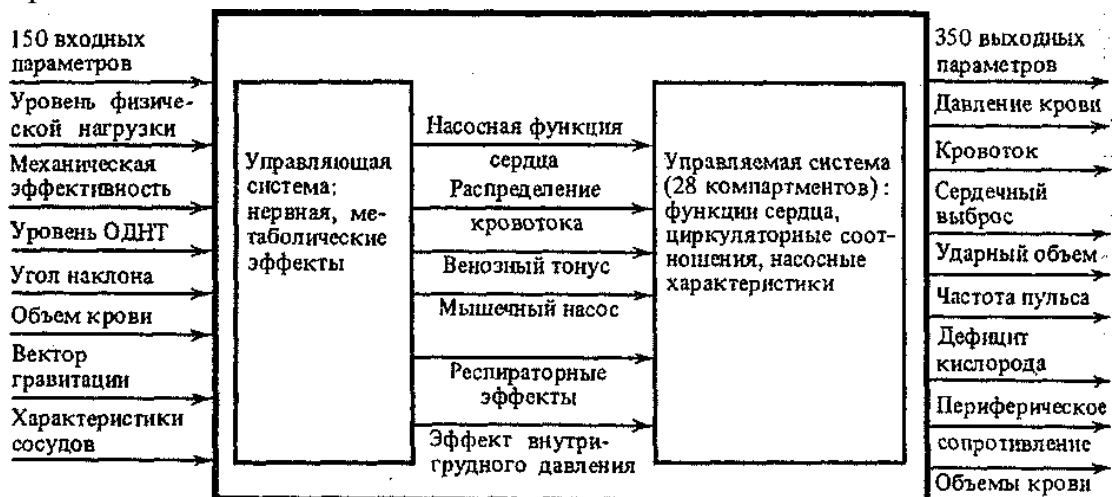 150 входных
параметров
Уровень физиче-
ской нагрузки
Механическая
эффективность
Уровень ОДНТ
Угол наклона
Объем крови
Вектор
гравитации
Характеристики
сосудов
Управляющая
система:
нервная, ме-
таболические
эффекты
Насосная функция
сердца
Распределение
кровотока
Венозный тонус
Мышечный насос
Респираторные
эффекты
Эффект внутри-
грудного давления
Управляемая система
(28 компартментов):
функции сердца,
циркуляторные соот-
ношения, насосные
характеристики
350 выходных
параметров
Давление крови
Кровоток
Сердечный
выброс
Ударный объем
Частота пульса
Дефицит
кислорода
Периферическое
сопротивление
Объемы крови